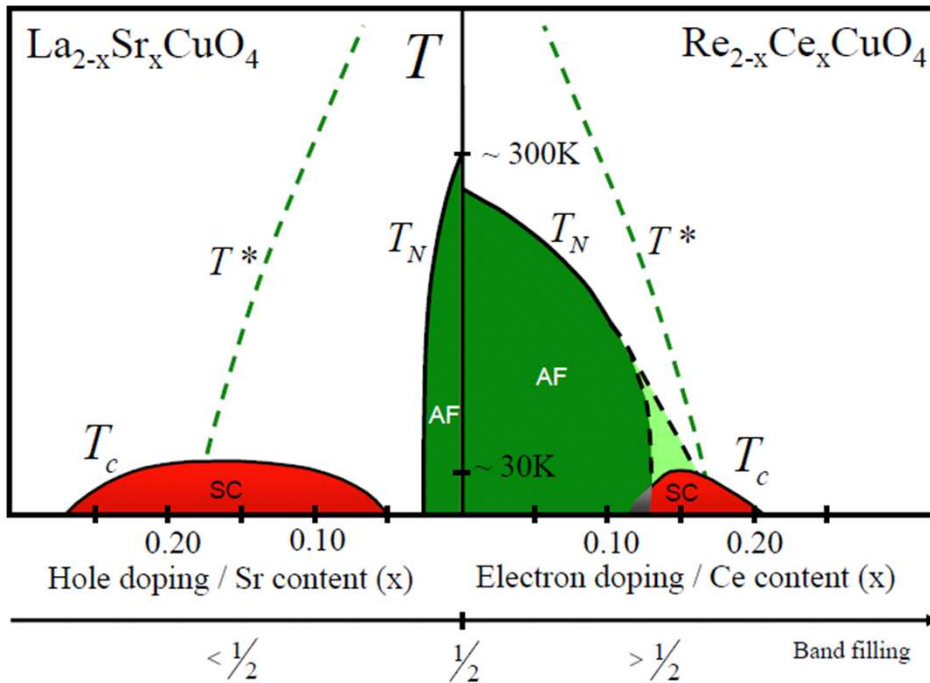 La2-xSrxCuO4
T
Re2-xCexCuO4
~ 300K
TN
TN
T*
T*
AF
AF
Tc
~ 30K
Tc
SC
SC
0.20
0.10
0.10
0.20
Hole doping / Sr content (x)
Electron doping / Ce content (x)
< 1/2
1/2
> 1/2
Band filling